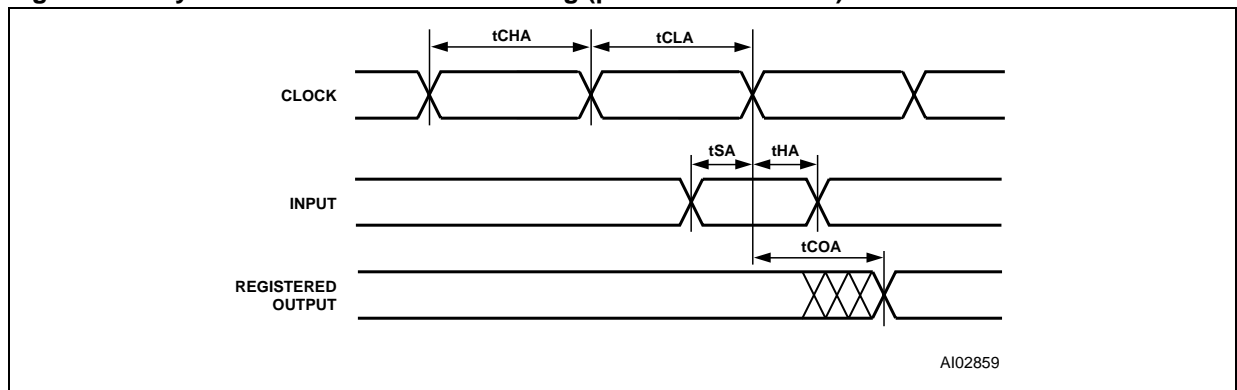 tCHA
tCLA
CLOCK
tSA
tHA
INPUT
tCOA
REGISTERED
OUTPUT
AI02859